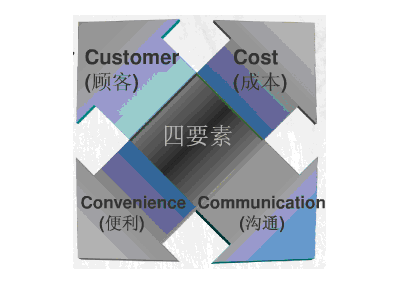 Customer
(顾客)
Cost
(成本)
四要素
Convenience
(便利)
Communication
(沟通)